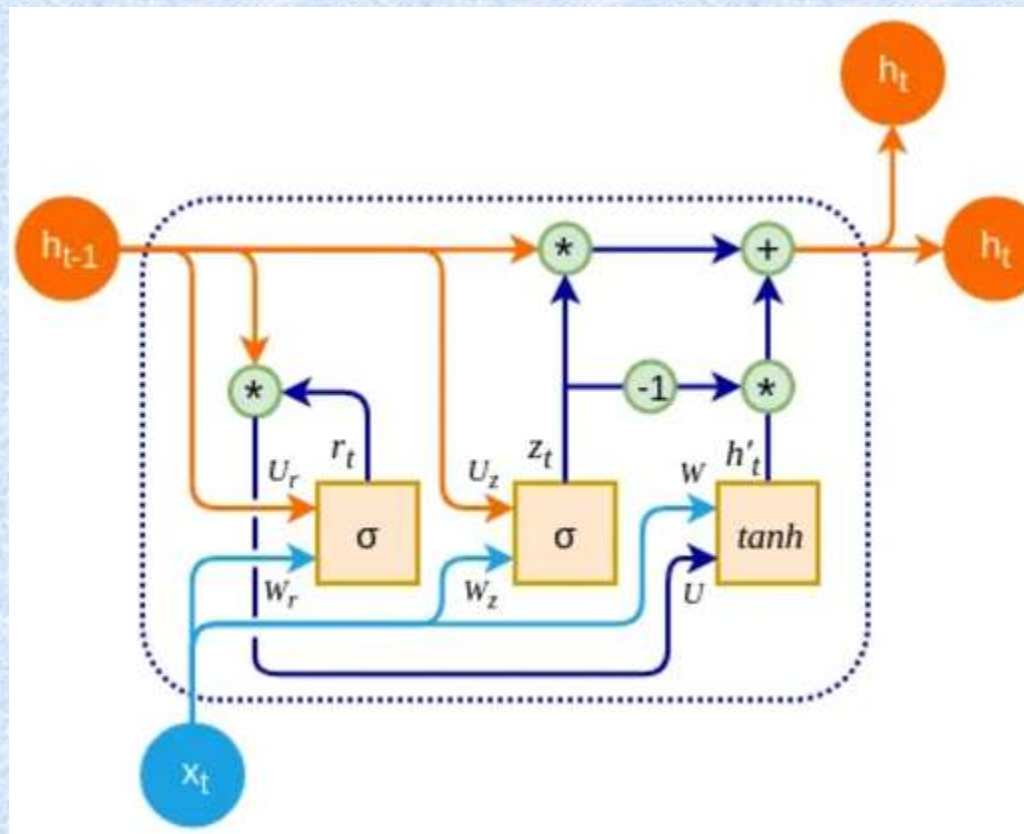 h_t
h_{t-1}
*
+
h_t
*
-1
*
r_t
z_t
h'_t
U_r
U_z
W
σ
σ
tanh
W_r
W_z
U
x_t